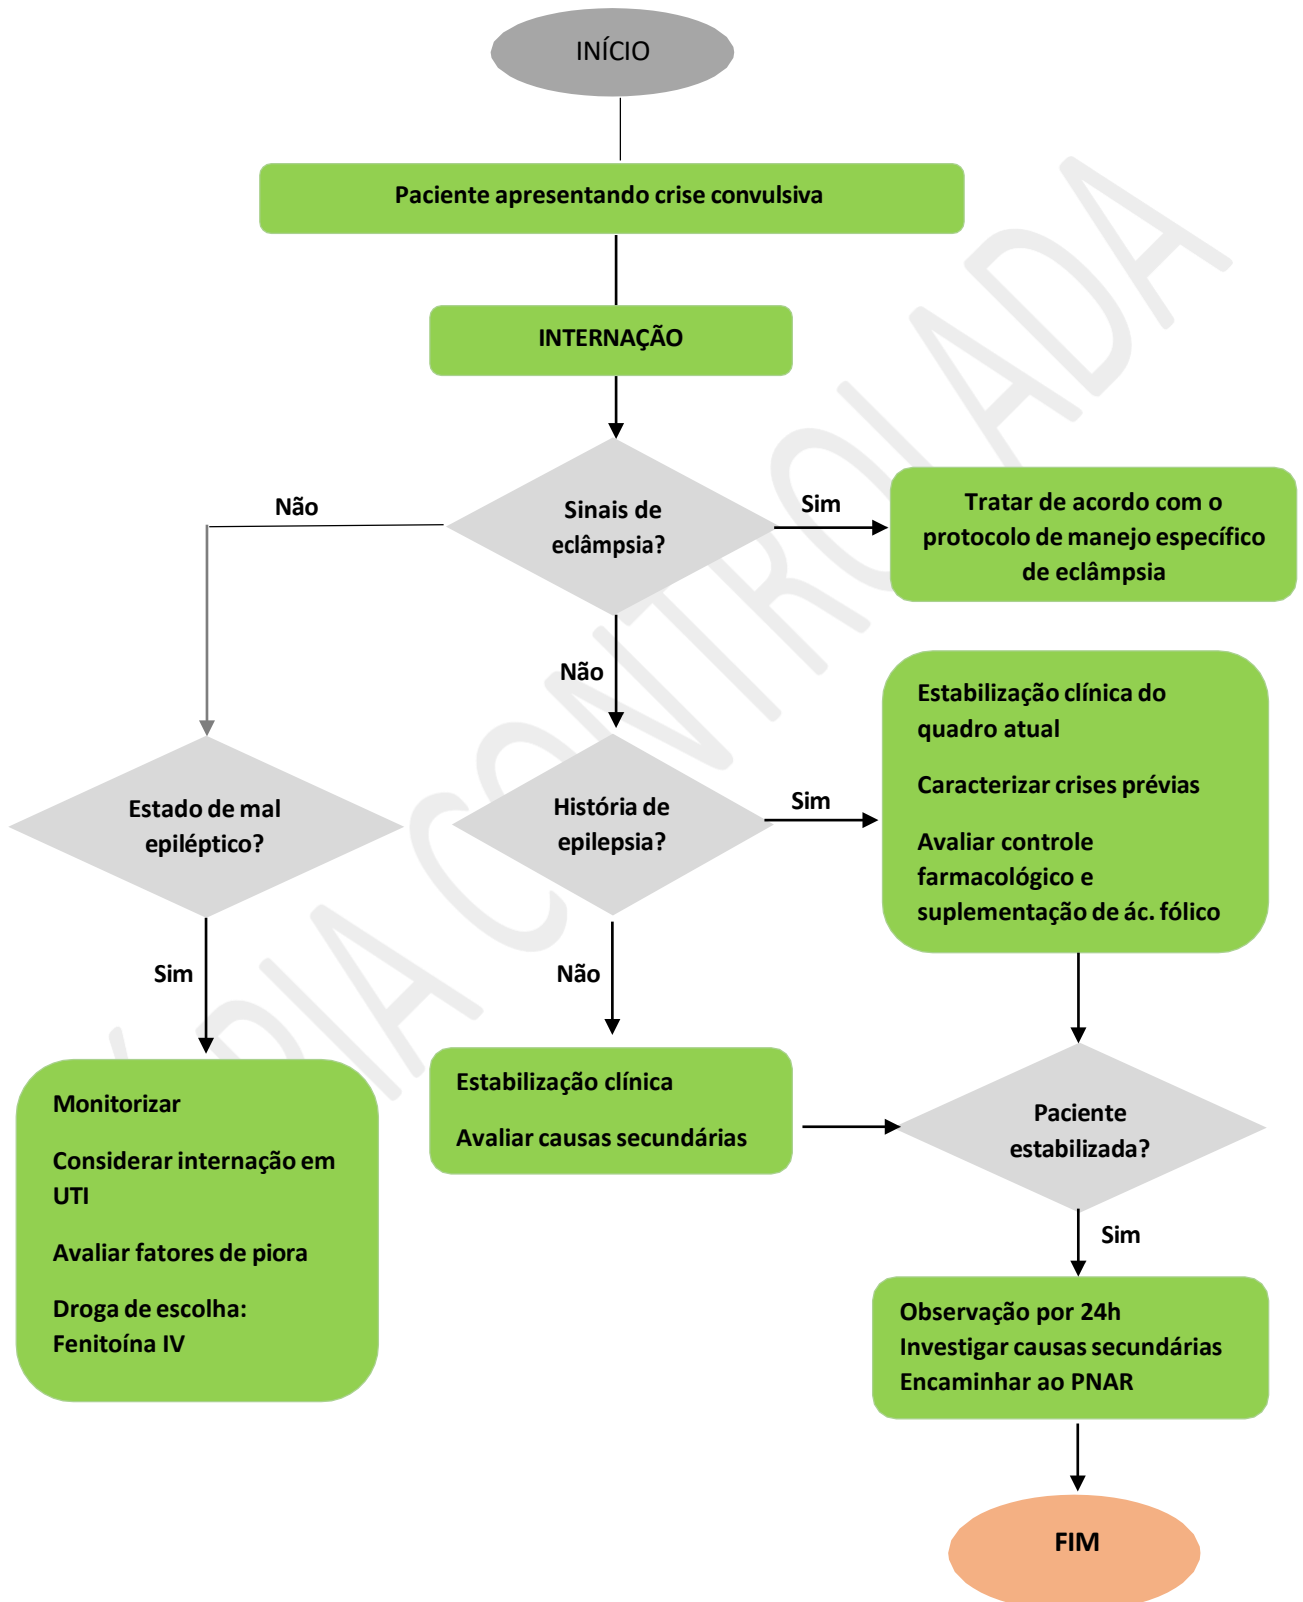 INÍCIO
Paciente apresentando crise convulsiva
INTERNAÇÃO
Não
Sinais de
eclâmpsia?
Sim
Tratar de acordo com o
protocolo de manejo específico
de eclâmpsia
Não
Estado de mal
epiléptico?
História de
epilepsia?
Sim
Estabilização clínica do
quadro atual
Caracterizar crises prévias
Avaliar controle
farmacológico e
suplementação de ác. fólico
Sim
Não
Monitorizar
Considerar internação em
UTI
Avaliar fatores de piora
Droga de escolha:
Fenitoína IV
Estabilização clínica
Avaliar causas secundárias
Paciente
estabilizada?
Sim
Observação por 24h
Investigar causas secundárias
Encaminhar ao PNAR
FIM
CÓPIA CONTROLADA